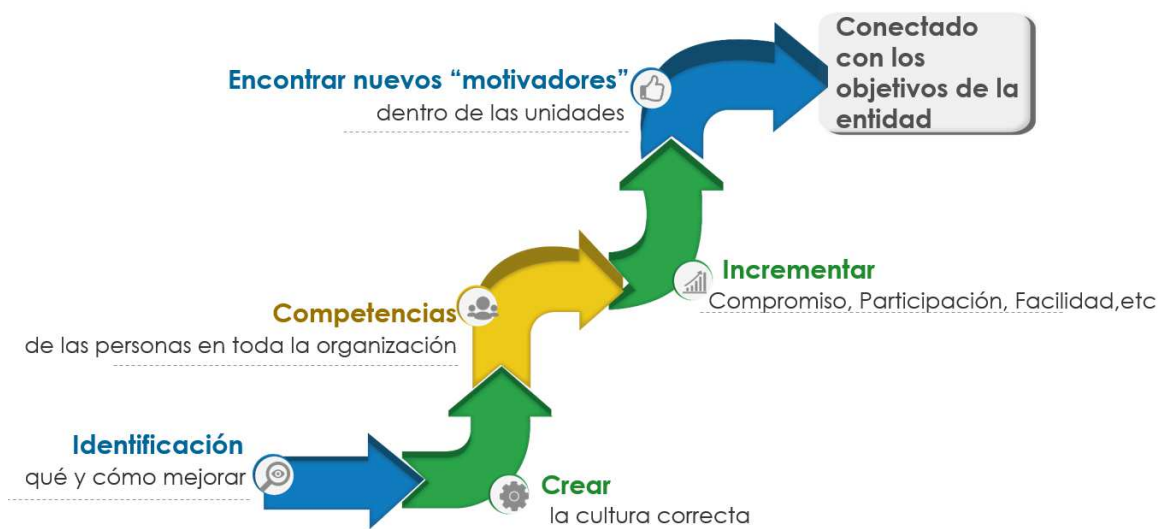 Conectado
con los
objetivos de la
entidad
Encontrar nuevos “motivadores”
dentro de las unidades
Incrementar
Compromiso, Participación, Facilidad,etc
Competencias
de las personas en toda la organización
Identificación
qué y cómo mejorar
Crear
la cultura correcta